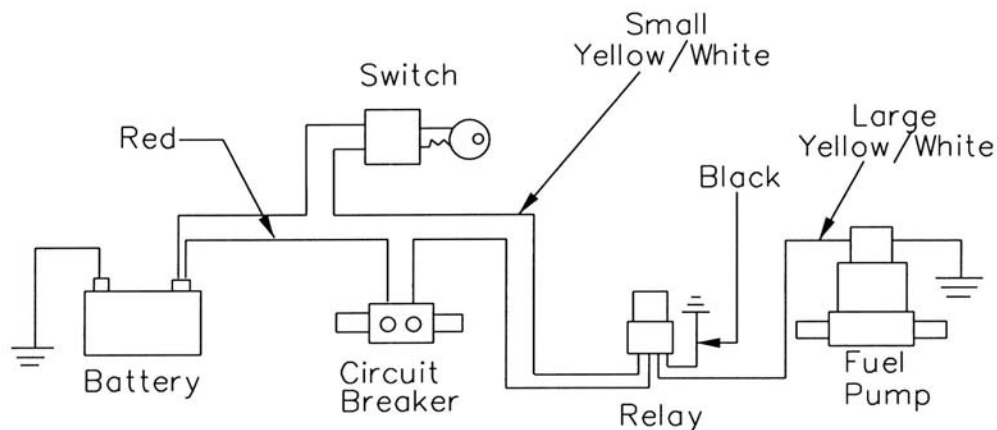 Small
Yellow/White
Switch
Red
Large
Yellow/White
Black
Battery
Circuit
Breaker
Relay
Fuel
Pump